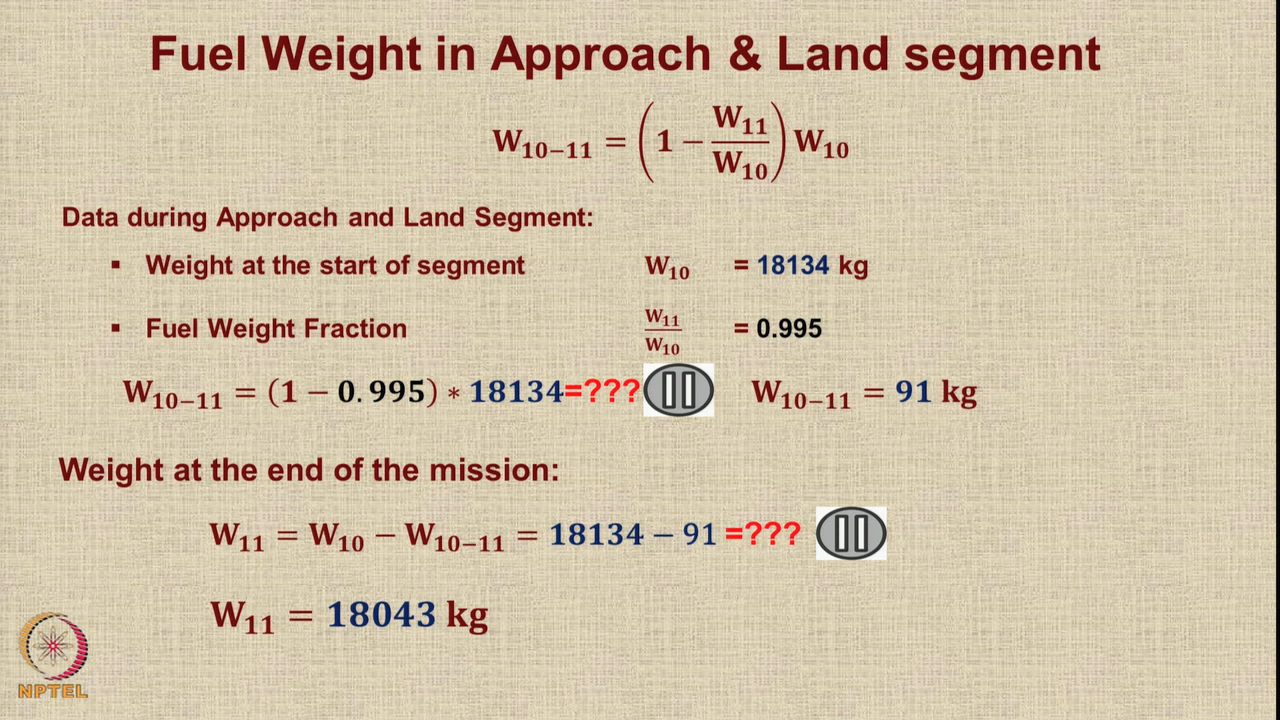 Fuel Weight in Approach & Land segment
W₁₀₋₁₁ = (1 − W₁₁/W₁₀) W₁₀
Data during Approach and Land Segment:
▪ Weight at the start of segment W₁₀ = 18134 kg
▪ Fuel Weight Fraction W₁₁/W₁₀ = 0.995
W₁₀₋₁₁ = (1 − 0.995) * 18134=??? W₁₀₋₁₁ = 91 kg
Weight at the end of the mission:
W₁₁ = W₁₀ − W₁₀₋₁₁ = 18134 − 91 =???
W₁₁ = 18043 kg
NPTEL